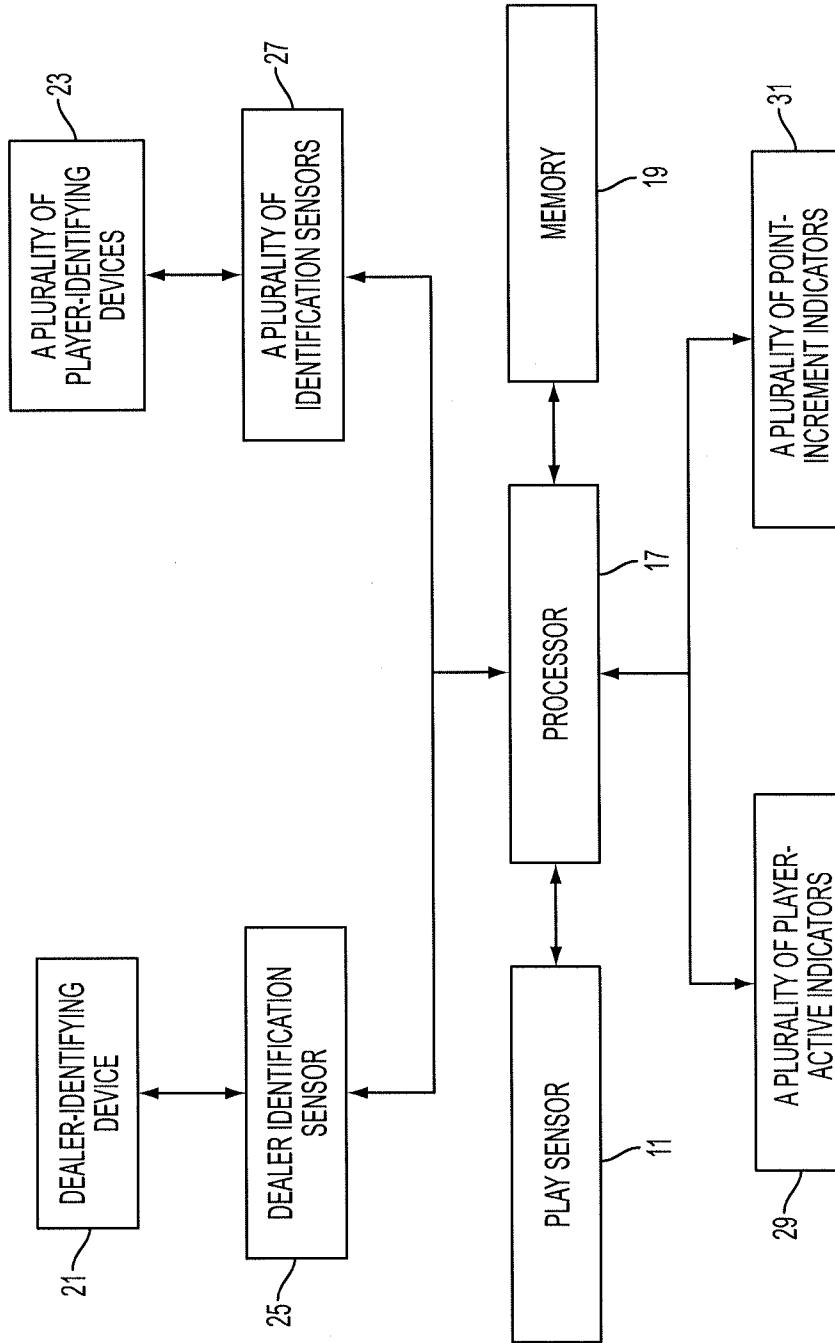 21
DEALER-IDENTIFYING
DEVICE
A PLURALITY OF
PLAYER-IDENTIFYING
DEVICES
23
25
DEALER IDENTIFICATION
SENSOR
A PLURALITY OF
IDENTIFICATION SENSORS
27
PLAY SENSOR
11
PROCESSOR
17
MEMORY
19
29
A PLURALITY OF PLAYER-
ACTIVE INDICATORS
A PLURALITY OF POINT-
INCREMENT INDICATORS
31